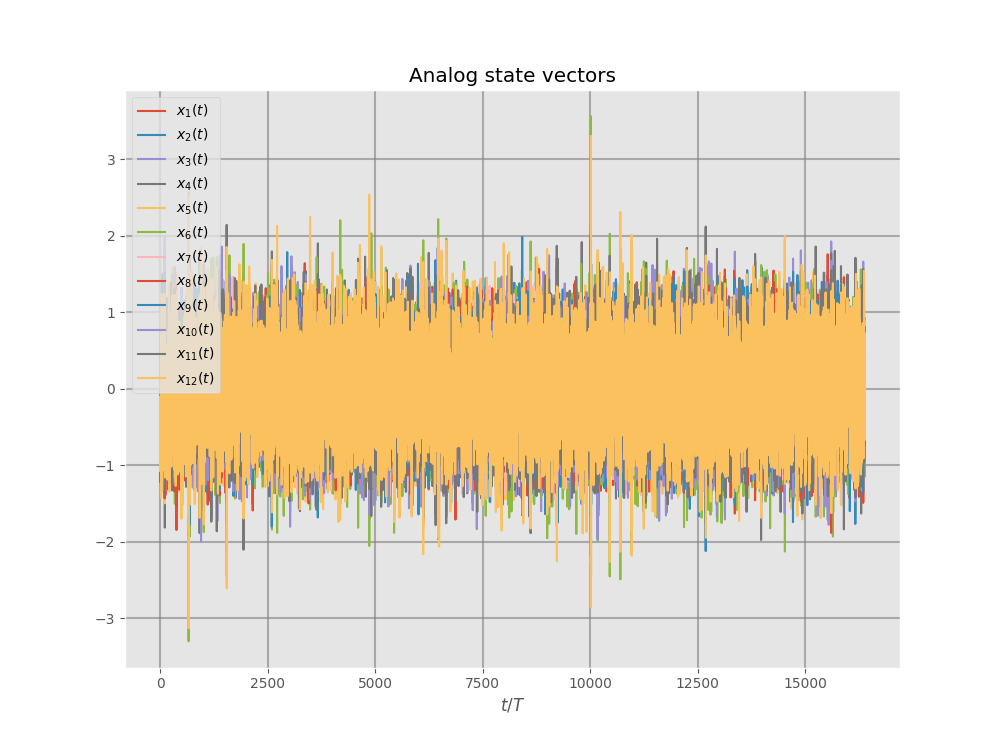 Analog state vectors
x₁(t)
x₂(t)
x₃(t)
x₄(t)
x₅(t)
x₆(t)
x₇(t)
x₈(t)
x₉(t)
x₁₀(t)
x₁₁(t)
x₁₂(t)
3
2
1
0
−1
−2
−3
0 2500 5000 7500 10000 12500 15000
t/T